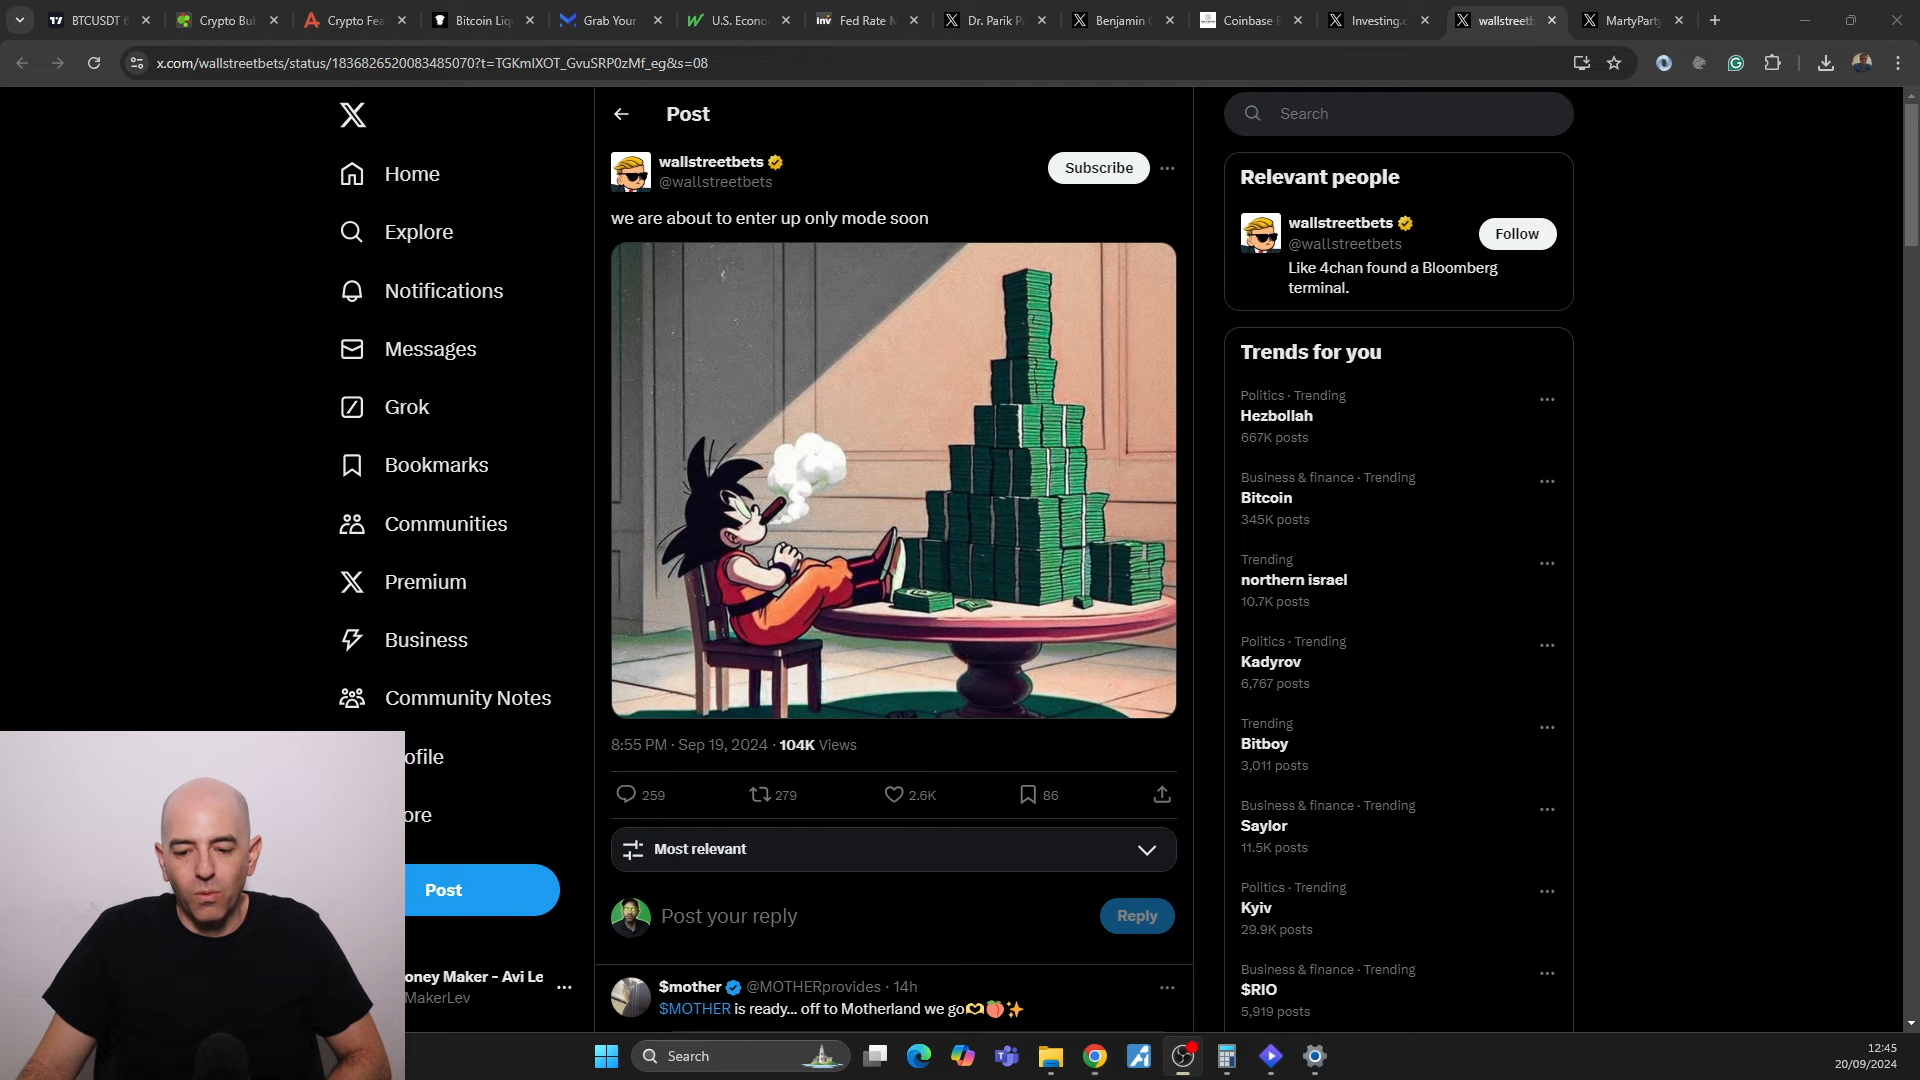 BTCUSDT 6
Crypto Bu
Crypto Fea
Bitcoin Liq
Grab Your
U.S. Econo
Fed Rate M
Dr. Parik P
Benjamin
Coinbase
Investing.c
wallstreetb
MartyParty
x.com/wallstreetbets/status/1836826520083485070?t=TGKmIXOT_GvuSRP0zMf_eg&s=08
Home
Explore
Notifications
Messages
Grok
Bookmarks
Communities
Premium
Business
Community Notes
ofile
ore
Post
oney Maker - Avi Le
MakerLev
Post
wallstreetbets
@wallstreetbets
Subscribe
we are about to enter up only mode soon
8:55 PM · Sep 19, 2024 · 104K Views
259
279
2.6K
86
Most relevant
Post your reply
Reply
$mother @MOTHERprovides · 14h
$MOTHER is ready... off to Motherland we go🫶🍑✨
Search
Relevant people
wallstreetbets
@wallstreetbets
Follow
Like 4chan found a Bloomberg
terminal.
Trends for you
Politics · Trending
Hezbollah
667K posts
Business & finance · Trending
Bitcoin
345K posts
Trending
northern israel
10.7K posts
Politics · Trending
Kadyrov
6,767 posts
Trending
Bitboy
3,011 posts
Business & finance · Trending
Saylor
11.5K posts
Politics · Trending
Kyiv
29.9K posts
Business & finance · Trending
$RIO
5,919 posts
Search
12:45
20/09/2024